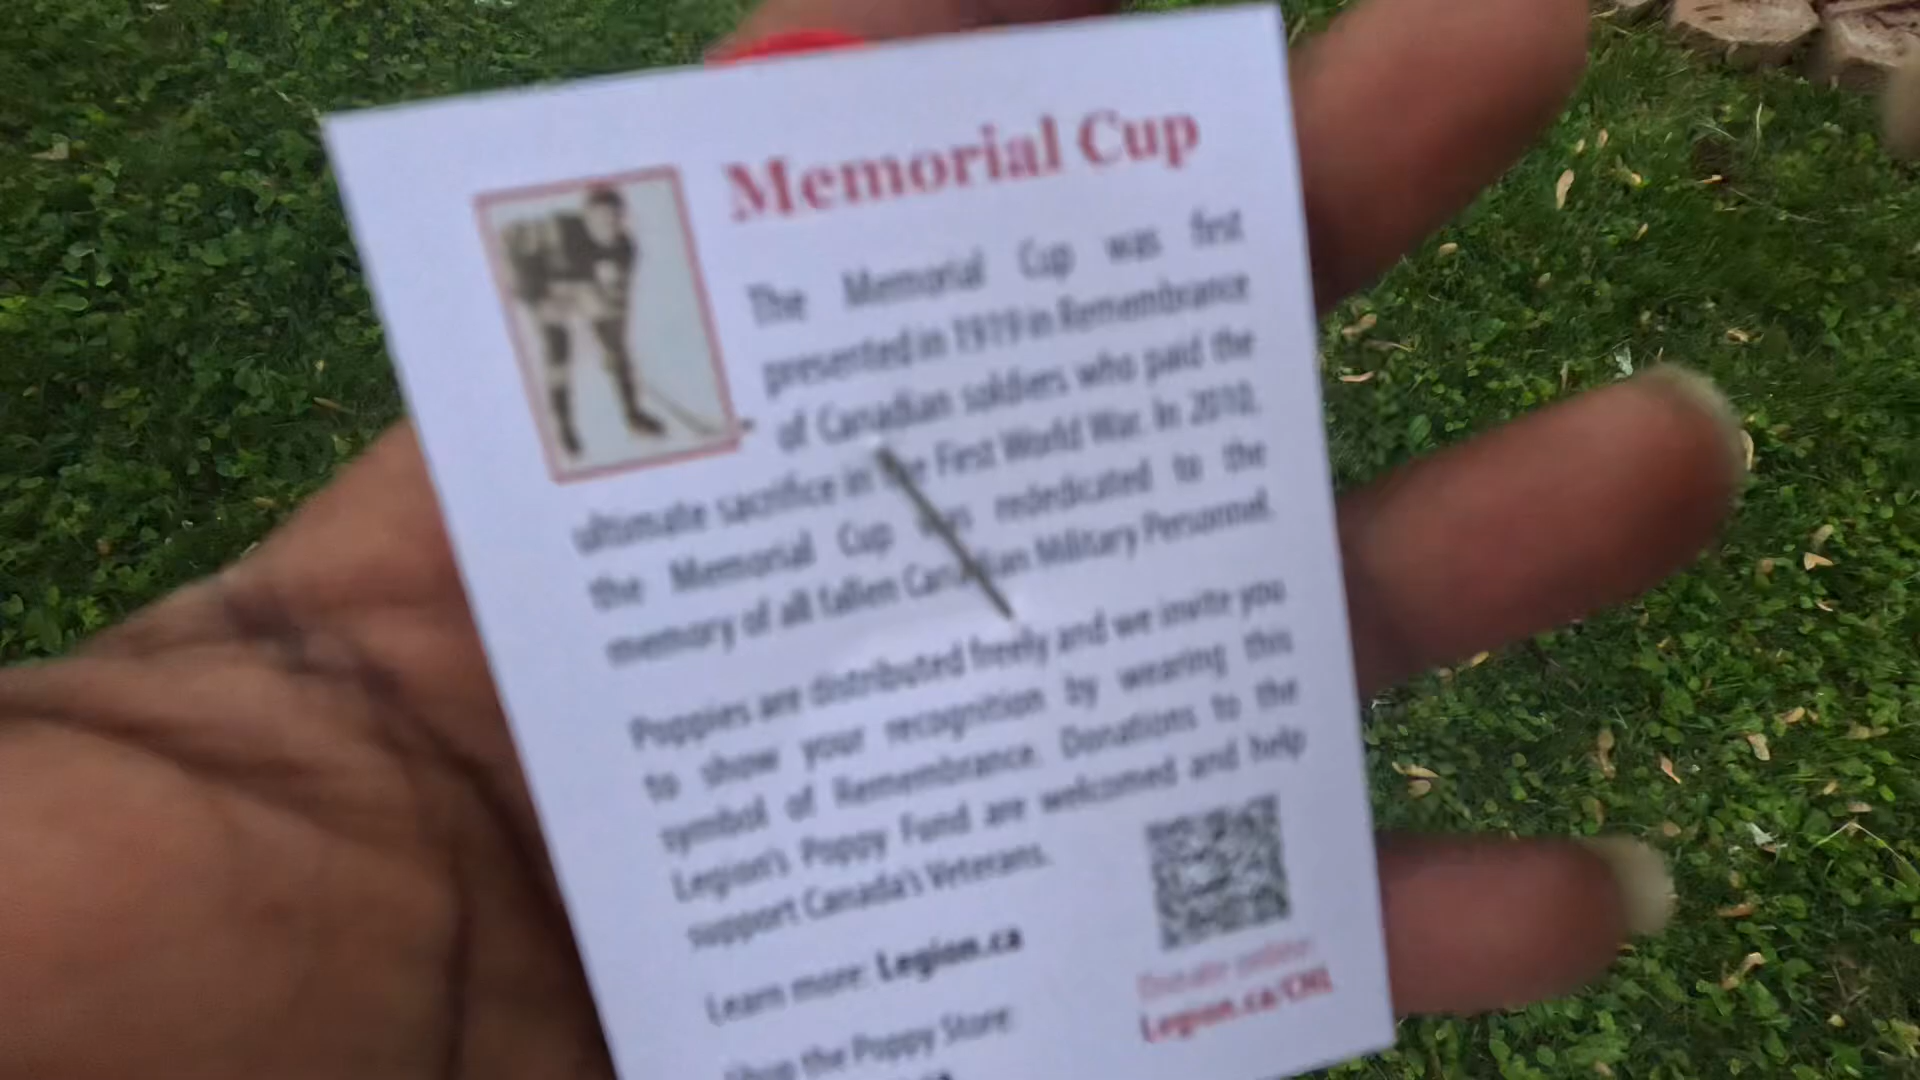 Memorial Cup
The Memorial Cup was first
presented in 1919 in Remembrance
of Canadian soldiers who paid the
ultimate sacrifice in the First World War. In 2010,
the Memorial Cup was rededicated to the
memory of all fallen Canadian Military Personnel.
Poppies are distributed freely and we invite you
to show your recognition by wearing this
symbol of Remembrance. Donations to the
Legion's Poppy Fund are welcomed and help
support Canada's Veterans.
Learn more: Legion.ca
Shop the Poppy Store:
Donate online:
Legion.ca/CHL